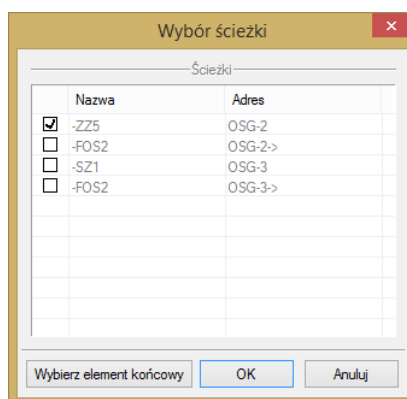 Wybór ścieżki
Ścieżki
Nazwa Adres
-ZZ5 OSG-2
-FOS2 OSG-2->
-SZ1 OSG-3
-FOS2 OSG-3->
Wybierz element końcowy OK Anuluj